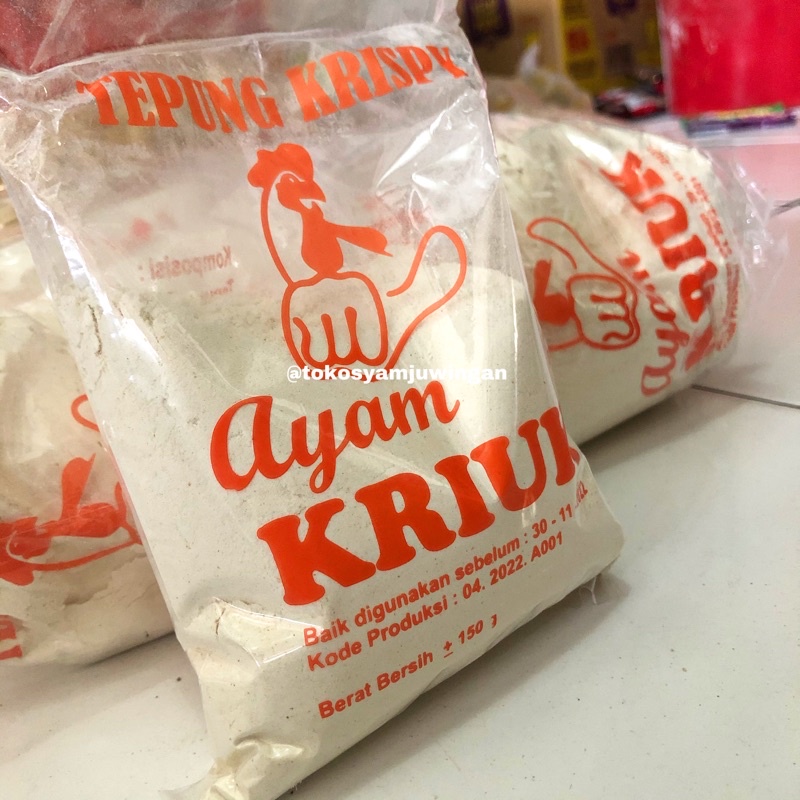 TEPUNG KRISPY
Komposisi :
@tokosyamjuwingan
Ayam
KRIUK
Baik digunakan sebelum : 30 - 11
Kode Produksi : 04. 2022. A001
Berat Bersih ± 150 g
Ayam
KRIUK